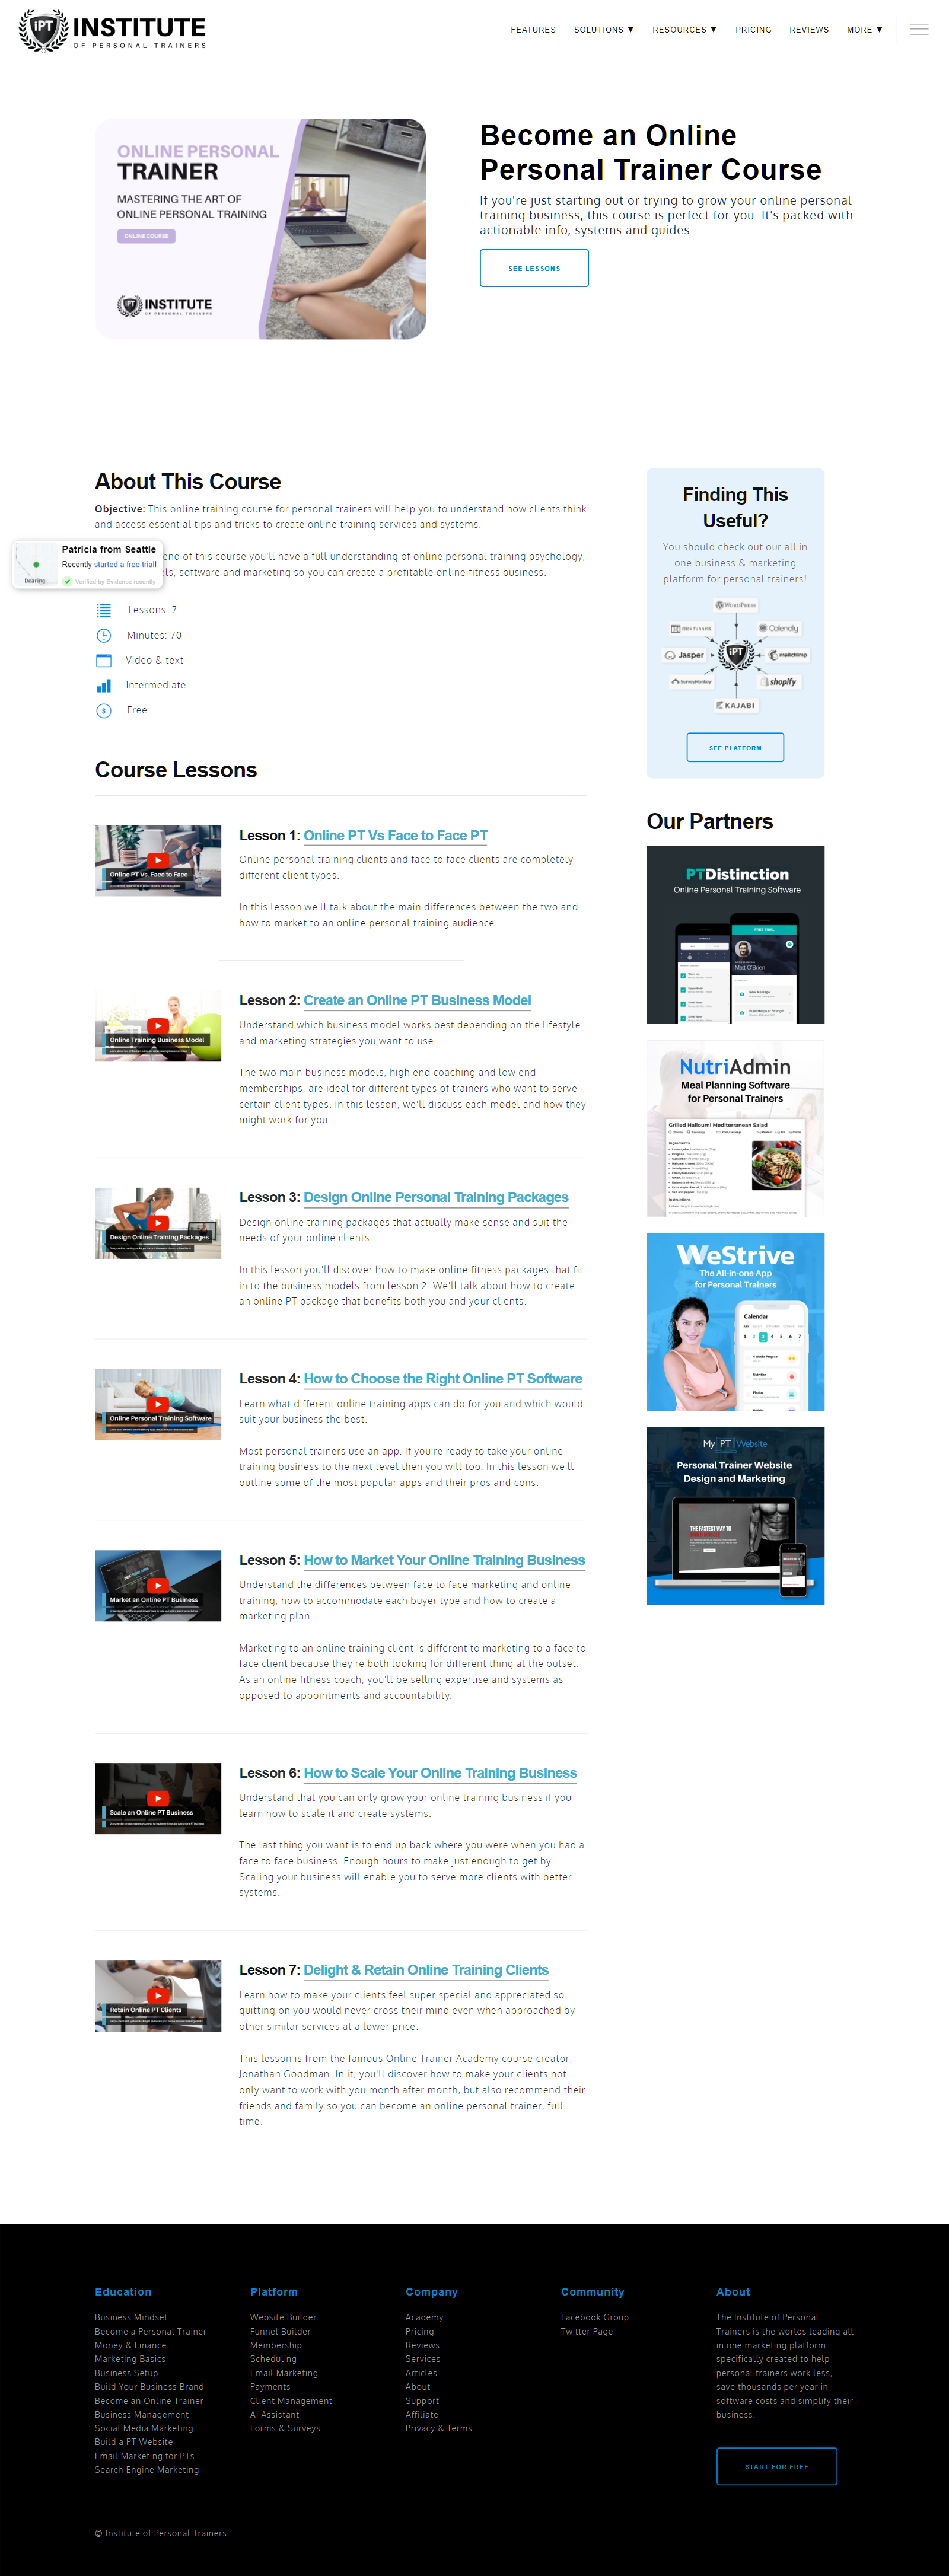 iPT INSTITUTE
OF PERSONAL TRAINERS
FEATURES SOLUTIONS ▼ RESOURCES ▼ PRICING REVIEWS MORE ▼
ONLINE PERSONAL
TRAINER
MASTERING THE ART OF
ONLINE PERSONAL TRAINING
ONLINE COURSE
iPT INSTITUTE
OF PERSONAL TRAINERS
Become an Online
Personal Trainer Course
If you're just starting out or trying to grow your online personal
training business, this course is perfect for you. It's packed with
actionable info, systems and guides.
SEE LESSONS
About This Course
Objective: This online training course for personal trainers will help you to understand how clients think
and access essential tips and tricks to create online training services and systems.
end of this course you'll have a full understanding of online personal training psychology,
ls, software and marketing so you can create a profitable online fitness business.
Patricia from Seattle
Recently started a free trial!
Verified by Evidence recently
Dearing
Lessons: 7
Minutes: 70
Video & text
Intermediate
Free
Course Lessons
Online PT Vs. Face to Face
Lesson 1: Online PT Vs Face to Face PT
Online personal training clients and face to face clients are completely
different client types.
In this lesson we'll talk about the main differences between the two and
how to market to an online personal training audience.
Online Training Business Model
Lesson 2: Create an Online PT Business Model
Understand which business model works best depending on the lifestyle
and marketing strategies you want to use.
The two main business models, high end coaching and low end
memberships, are ideal for different types of trainers who want to serve
certain client types. In this lesson, we'll discuss each model and how they
might work for you.
Design Online Training Packages
Lesson 3: Design Online Personal Training Packages
Design online training packages that actually make sense and suit the
needs of your online clients.
In this lesson you'll discover how to make online fitness packages that fit
in to the business models from lesson 2. We'll talk about how to create
an online PT package that benefits both you and your clients.
Online Personal Training Software
Lesson 4: How to Choose the Right Online PT Software
Learn what different online training apps can do for you and which would
suit your business the best.
Most personal trainers use an app. If you're ready to take your online
training business to the next level then you will too. In this lesson we'll
outline some of the most popular apps and their pros and cons.
Market an Online PT Business
Lesson 5: How to Market Your Online Training Business
Understand the differences between face to face marketing and online
training, how to accommodate each buyer type and how to create a
marketing plan.
Marketing to an online training client is different to marketing to a face to
face client because they're both looking for different thing at the outset.
As an online fitness coach, you'll be selling expertise and systems as
opposed to appointments and accountability.
Scale an Online PT Business
Lesson 6: How to Scale Your Online Training Business
Understand that you can only grow your online training business if you
learn how to scale it and create systems.
The last thing you want is to end up back where you were when you had a
face to face business. Enough hours to make just enough to get by.
Scaling your business will enable you to serve more clients with better
systems.
Retain Online PT Clients
Lesson 7: Delight & Retain Online Training Clients
Learn how to make your clients feel super special and appreciated so
quitting on you would never cross their mind even when approached by
other similar services at a lower price.
This lesson is from the famous Online Trainer Academy course creator,
Jonathan Goodman. In it, you'll discover how to make your clients not
only want to work with you month after month, but also recommend their
friends and family so you can become an online personal trainer, full
time.
Finding This
Useful?
You should check out our all in
one business & marketing
platform for personal trainers!
WORDPRESS
click funnels
Calendly
Jasper
iPT
mailchimp
SurveyMonkey
shopify
KAJABI
SEE PLATFORM
Our Partners
PTDistinction
Online Personal Training Software
FREE TRIAL
Matt O'Brien
NutriAdmin
Meal Planning Software
for Personal Trainers
Grilled Halloumi Mediterranean Salad
Ingredients:
Instructions
WeStrive
The All-in-one App
for Personal Trainers
Calendar
1 2 3 4 5 6 7
My PT Website
Personal Trainer Website
Design and Marketing
THE FASTEST WAY TO
Education
Business Mindset
Become a Personal Trainer
Money & Finance
Marketing Basics
Business Setup
Build Your Business Brand
Become an Online Trainer
Business Management
Social Media Marketing
Build a PT Website
Email Marketing for PTs
Search Engine Marketing
Platform
Website Builder
Funnel Builder
Membership
Scheduling
Email Marketing
Payments
Client Management
AI Assistant
Forms & Surveys
Company
Academy
Pricing
Reviews
Services
Articles
About
Support
Affiliate
Privacy & Terms
Community
Facebook Group
Twitter Page
About
The Institute of Personal
Trainers is the worlds leading all
in one marketing platform
specifically created to help
personal trainers work less,
save thousands per year in
software costs and simplify their
business.
START FOR FREE
© Institute of Personal Trainers